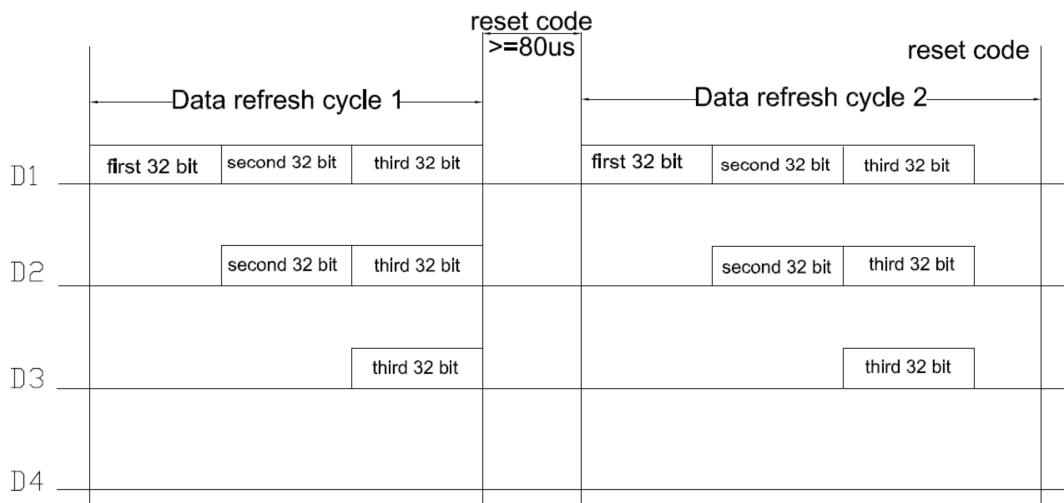 reset code
>=80us
reset code
Data refresh cycle 1
Data refresh cycle 2
D1 first 32 bit second 32 bit third 32 bit first 32 bit second 32 bit third 32 bit
D2 second 32 bit third 32 bit second 32 bit third 32 bit
D3 third 32 bit third 32 bit
D4